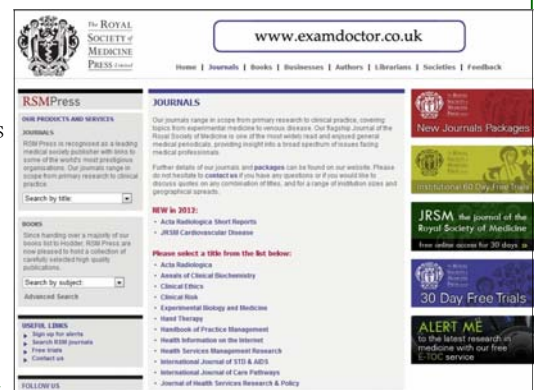 The ROYAL
SOCIETY of
MEDICINE
PRESS Limited
www.examdoctor.co.uk
Home | Journals | Books | Businesses | Authors | Librarians | Societies | Feedback
RSMPress
OUR PRODUCTS AND SERVICES
JOURNALS
RSM Press is recognised as a leading
medical society publisher with links to
some of the world's most prestigious
organisations. Our journals range in
scope from primary research to clinical
practice.
Search by title:
BOOKS
Since handing over a majority of our
books list to Hodder, RSM Press are
now pleased to hold a collection of
carefully selected high quality
publications.
Search by subject:
Advanced Search
USEFUL LINKS
Sign up for alerts
Search RSM journals
Free trials
Contact us
FOLLOW US
JOURNALS
Our journals range in scope from primary research to clinical practice, covering
topics from experimental medicine to venous disease. Our flagship Journal of the
Royal Society of Medicine is one of the most widely read and enjoyed general
medical periodicals, providing insight into a broad spectrum of issues facing
medical professionals.
Further details of our journals and packages can be found on our website. Please
do not hesitate to contact us if you have any questions or if you would like to
discuss quotes on any combination of titles, and for a range of institution sizes and
geographical spreads.
NEW in 2012:
Acta Radiologica Short Reports
JRSM Cardiovascular Disease
Please select a title from the list below:
Acta Radiologica
Annals of Clinical Biochemistry
Clinical Ethics
Clinical Risk
Experimental Biology and Medicine
Hand Therapy
Handbook of Practice Management
Health Information on the Internet
Health Services Management Research
International Journal of STD & AIDS
International Journal of Care Pathways
Journal of Health Services Research & Policy
New Journals Packages
Institutional 60 Day Free Trials
JRSM the journal of the
Royal Society of Medicine
free online access for 30 days
30 Day Free Trials
ALERT ME
to the latest research in
medicine with our free
E-TOC service